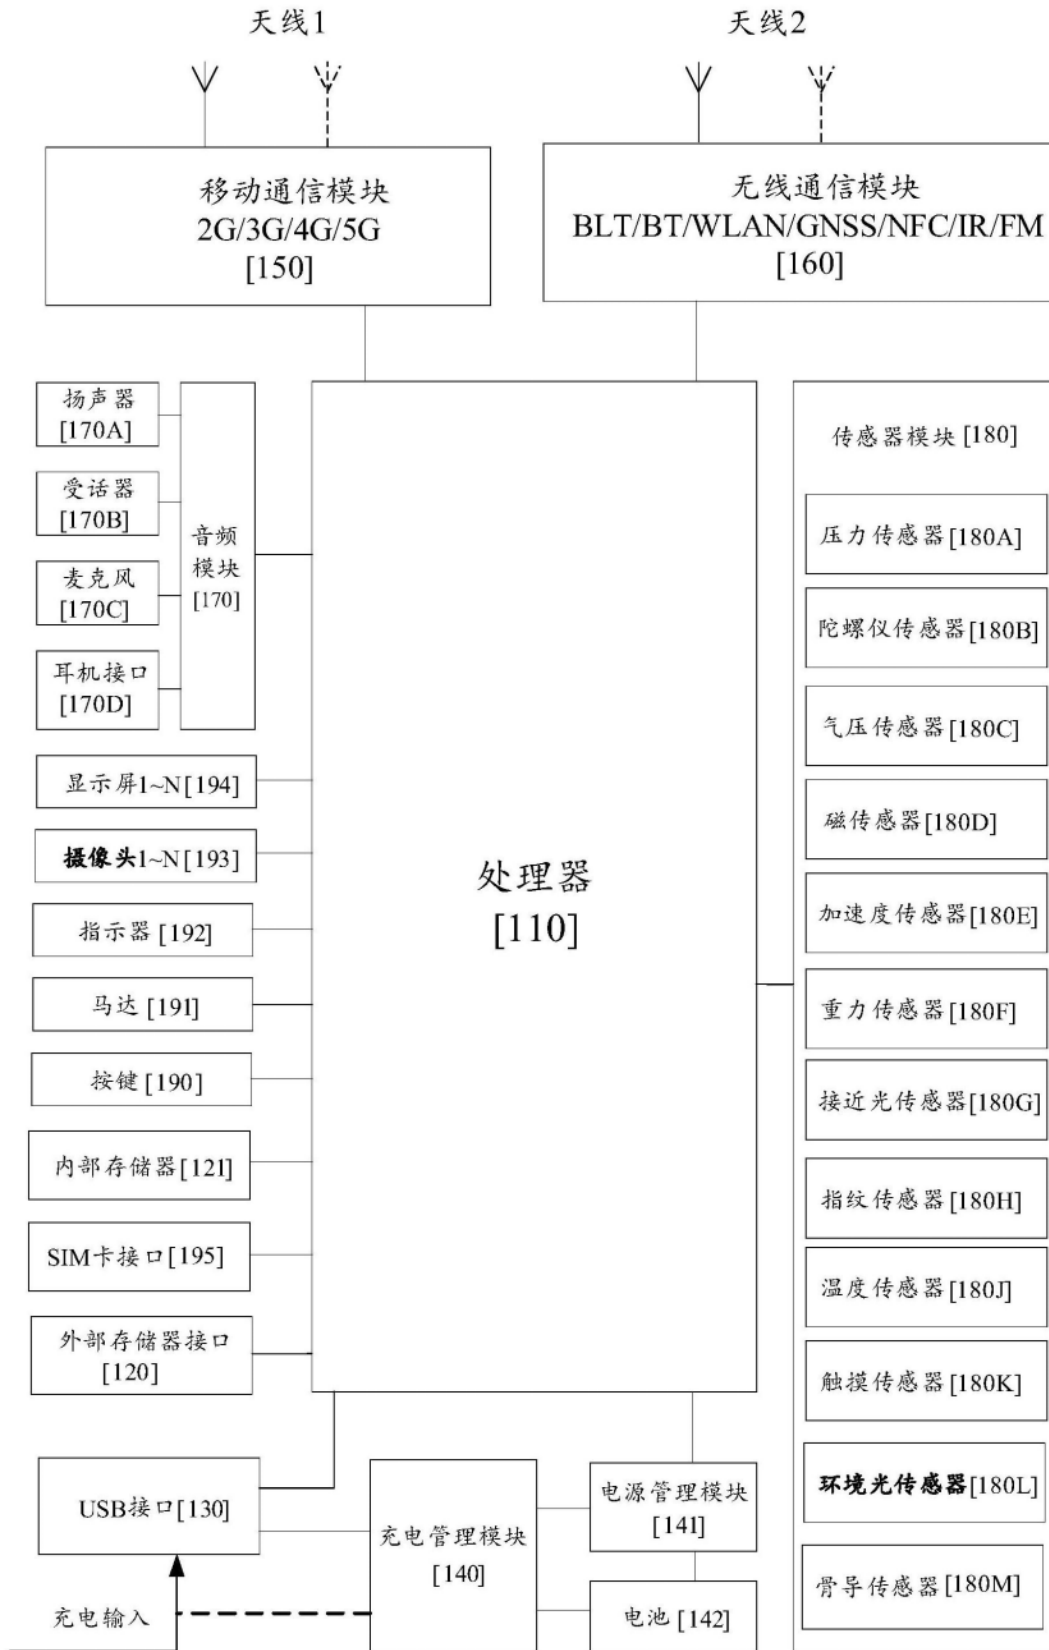 天线1
天线2
移动通信模块
2G/3G/4G/5G
[150]
无线通信模块
BLT/BT/WLAN/GNSS/NFC/IR/FM
[160]
扬声器
[170A]
受话器
[170B]
麦克风
[170C]
耳机接口
[170D]
音频
模块
[170]
显示屏1~N[194]
摄像头1~N[193]
指示器[192]
马达[191]
按键[190]
内部存储器[121]
SIM卡接口[195]
外部存储器接口
[120]
处理器
[110]
传感器模块[180]
压力传感器[180A]
陀螺仪传感器[180B]
气压传感器[180C]
磁传感器[180D]
加速度传感器[180E]
重力传感器[180F]
接近光传感器[180G]
指纹传感器[180H]
温度传感器[180J]
触摸传感器[180K]
环境光传感器[180L]
骨导传感器[180M]
USB接口[130]
充电输入
充电管理模块
[140]
电源管理模块
[141]
电池[142]